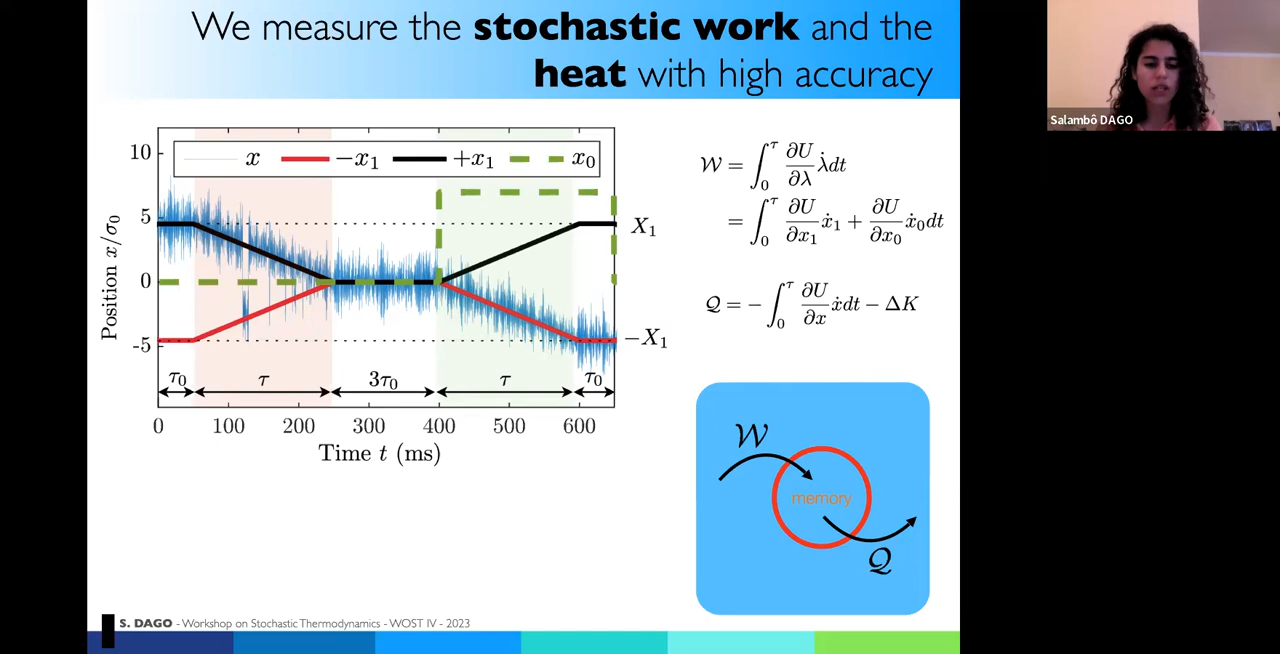 We measure the stochastic work and the
heat with high accuracy
Salambô DAGO
x −x₁ +x₁ x₀
10
5
0
-5
Position x/σ₀
X₁
−X₁
τ₀ τ 3τ₀ τ τ₀
0 100 200 300 400 500 600
Time t (ms)
𝒲 = ∫₀^τ ∂U/∂λ λ̇dt
= ∫₀^τ ∂U/∂x₁ ẋ₁ + ∂U/∂x₀ ẋ₀dt
𝒬 = − ∫₀^τ ∂U/∂x ẋdt − ΔK
𝒲
memory
𝒬
S. DAGO - Workshop on Stochastic Thermodynamics - WOST IV - 2023